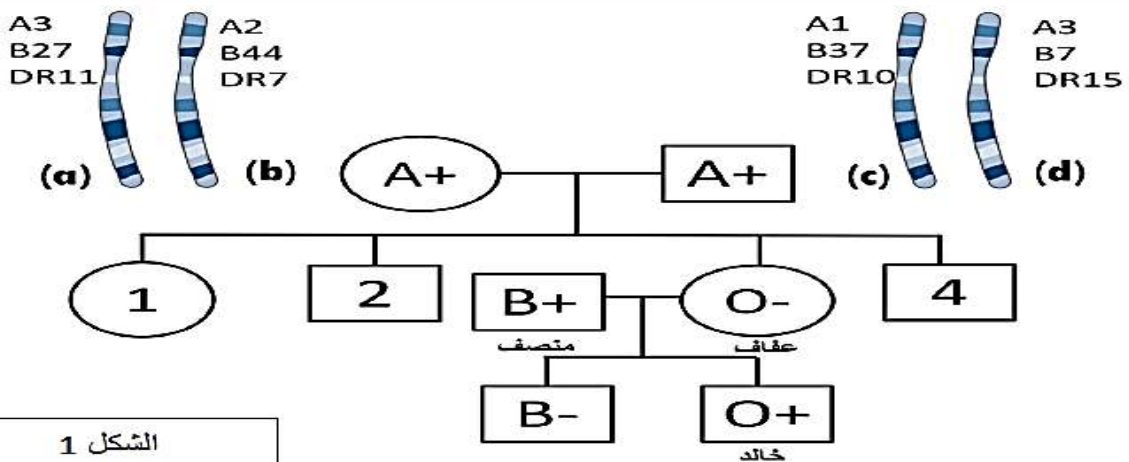 A3
B27
DR11
A2
B44
DR7
A1
B37
DR10
A3
B7
DR15
(a)
(b)
(c)
(d)
A+
A+
1
2
B+
O-
4
منصف
عفاف
B-
O+
خالد
الشكل 1